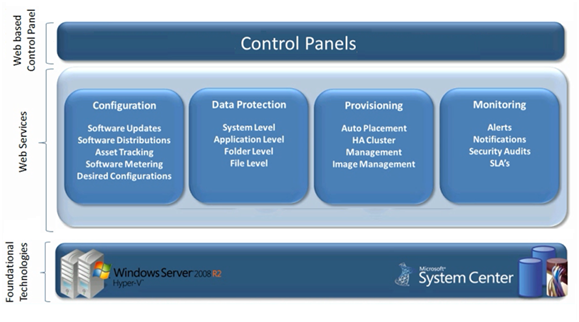 Web based
Control Panel
Control Panels
Web Services
Configuration
Software Updates
Software Distributions
Asset Tracking
Software Metering
Desired Configurations
Data Protection
System Level
Application Level
Folder Level
File Level
Provisioning
Auto Placement
HA Cluster
Management
Image Management
Monitoring
Alerts
Notifications
Security Audits
SLA's
Foundational
Technologies
Windows Server 2008 R2
Hyper-V
Microsoft
System Center